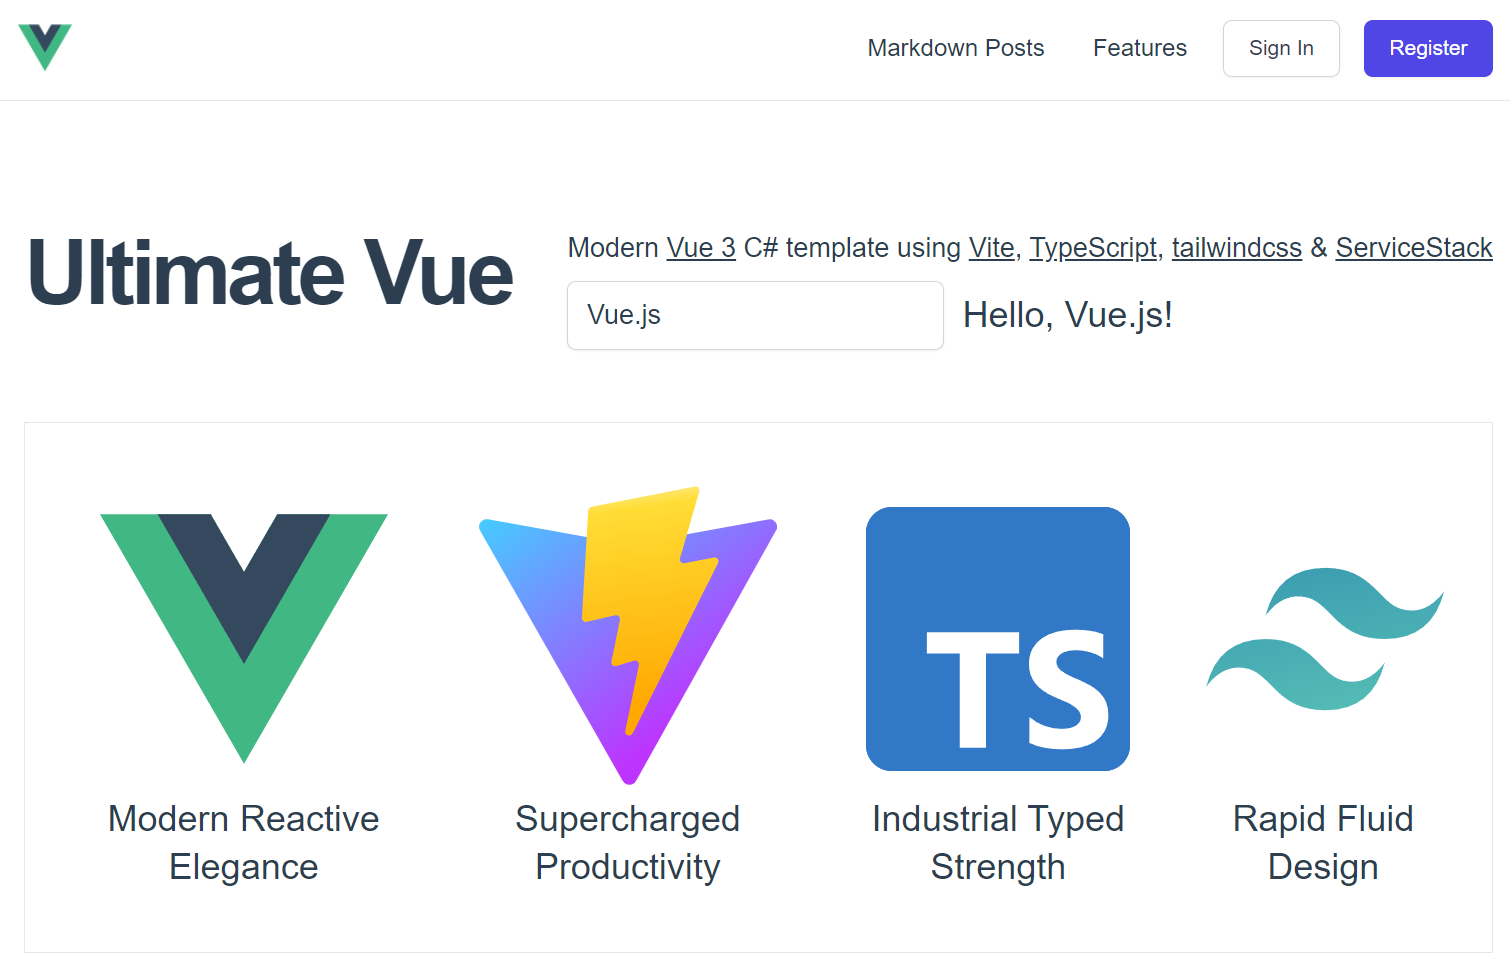 Markdown Posts Features Sign In Register
Ultimate Vue
Modern Vue 3 C# template using Vite, TypeScript, tailwindcss & ServiceStack
Vue.js
Hello, Vue.js!
TS
Modern Reactive
Elegance
Supercharged
Productivity
Industrial Typed
Strength
Rapid Fluid
Design